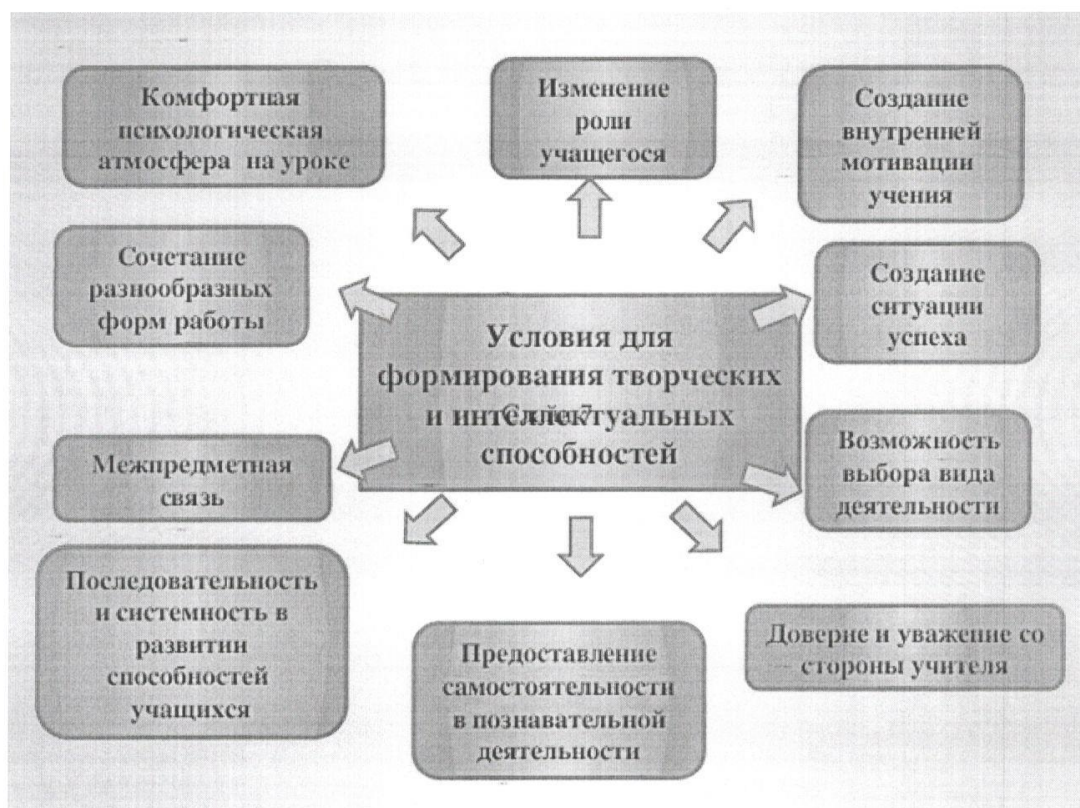 Комфортная
психологическая
атмосфера на уроке
Изменение
роли
учащегося
Создание
внутренней
мотивации
учения
Сочетание
разнообразных
форм работы
Создание
ситуации
успеха
Условия для
формирования творческих
и интеллектуальных
Слайд 7
способностей
Межпредметная
связь
Возможность
выбора вида
деятельности
Последовательность
и системность в
развитии
способностей
учащихся
Предоставление
самостоятельности
в познавательной
деятельности
Доверие и уважение со
стороны учителя